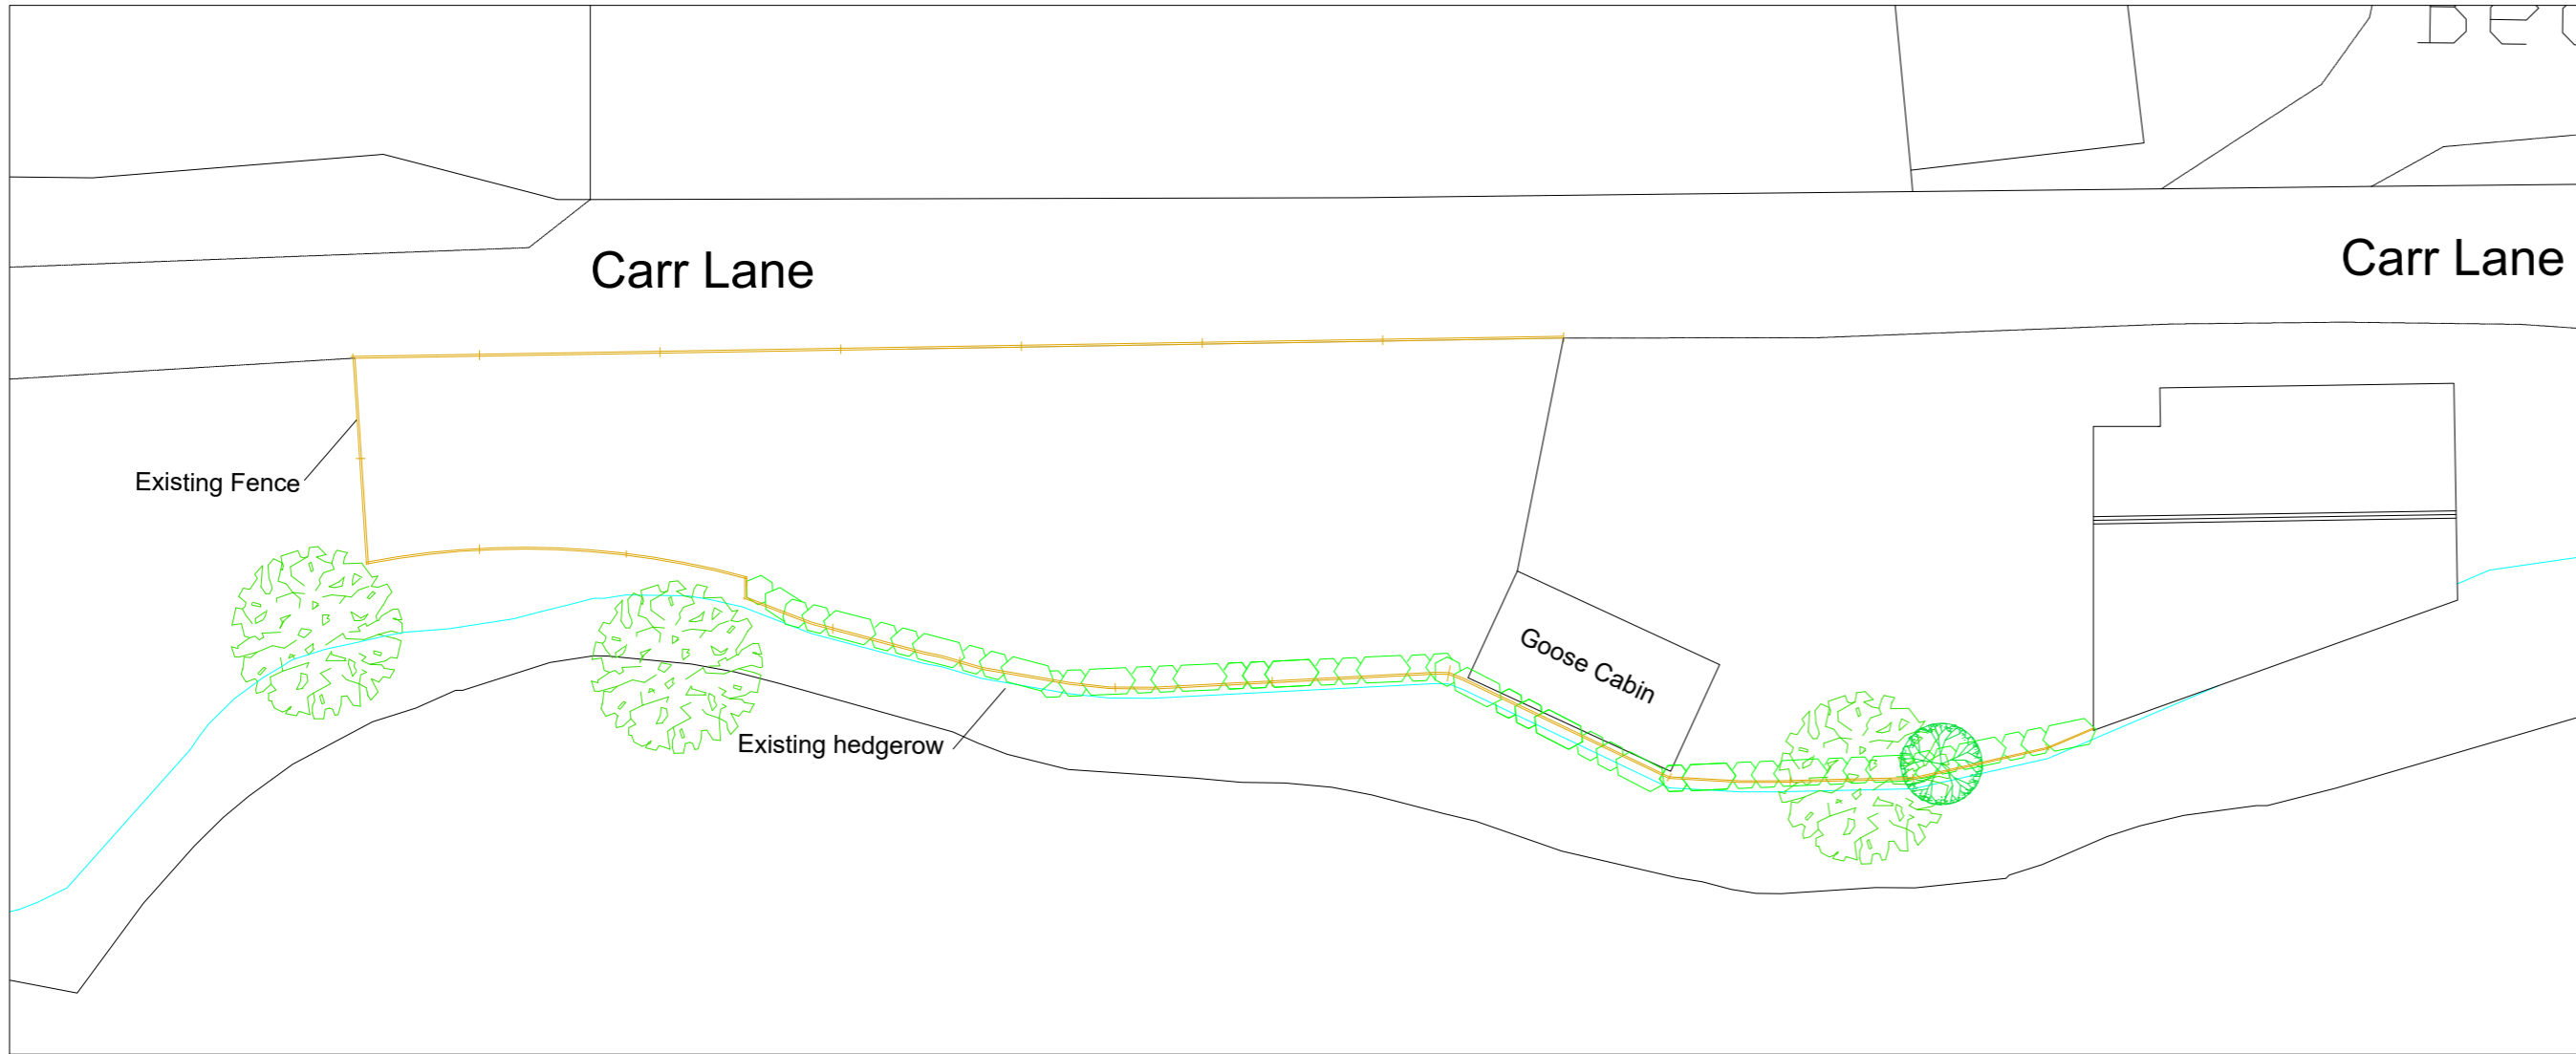 Carr Lane
Carr Lane
Existing Fence
Goose Cabin
Existing hedgerow